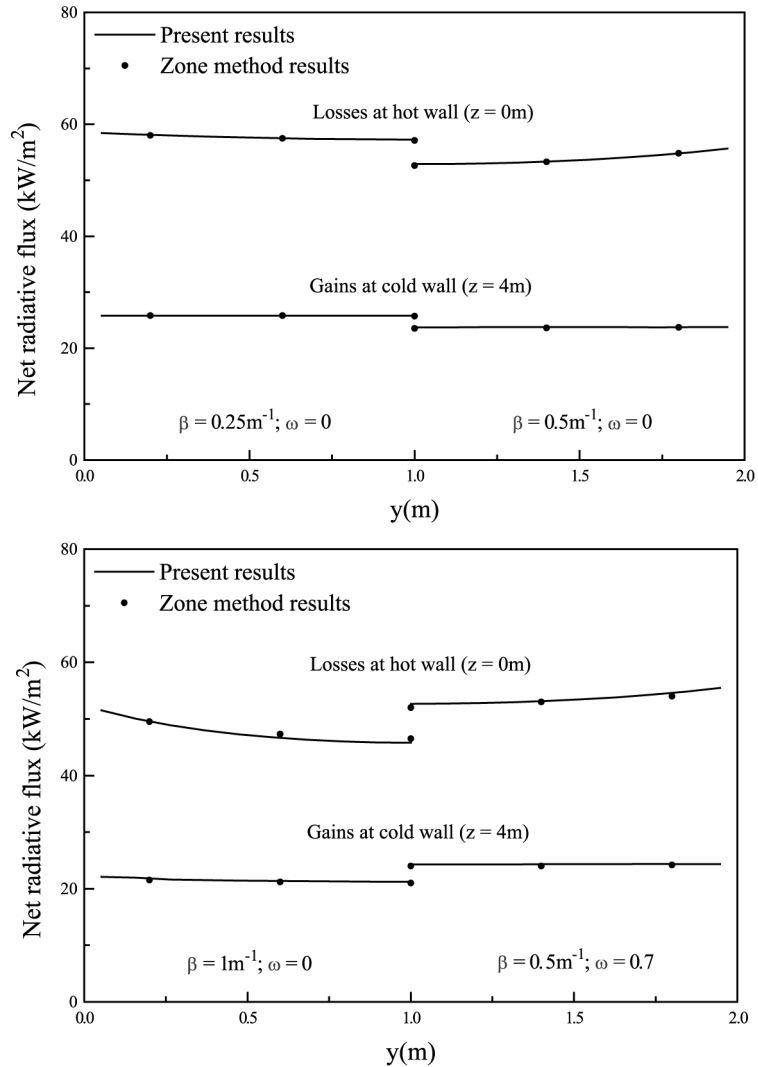 80
Present results
Zone method results
Losses at hot wall (z = 0m)
60
Net radiative flux (kW/m²)
40
Gains at cold wall (z = 4m)
20
β = 0.25m⁻¹; ω = 0
β = 0.5m⁻¹; ω = 0
0
0.0 0.5 1.0 1.5 2.0
y(m)
80
Present results
Zone method results
Losses at hot wall (z = 0m)
60
Net radiative flux (kW/m²)
40
Gains at cold wall (z = 4m)
20
β = 1m⁻¹; ω = 0
β = 0.5m⁻¹; ω = 0.7
0
0.0 0.5 1.0 1.5 2.0
y(m)